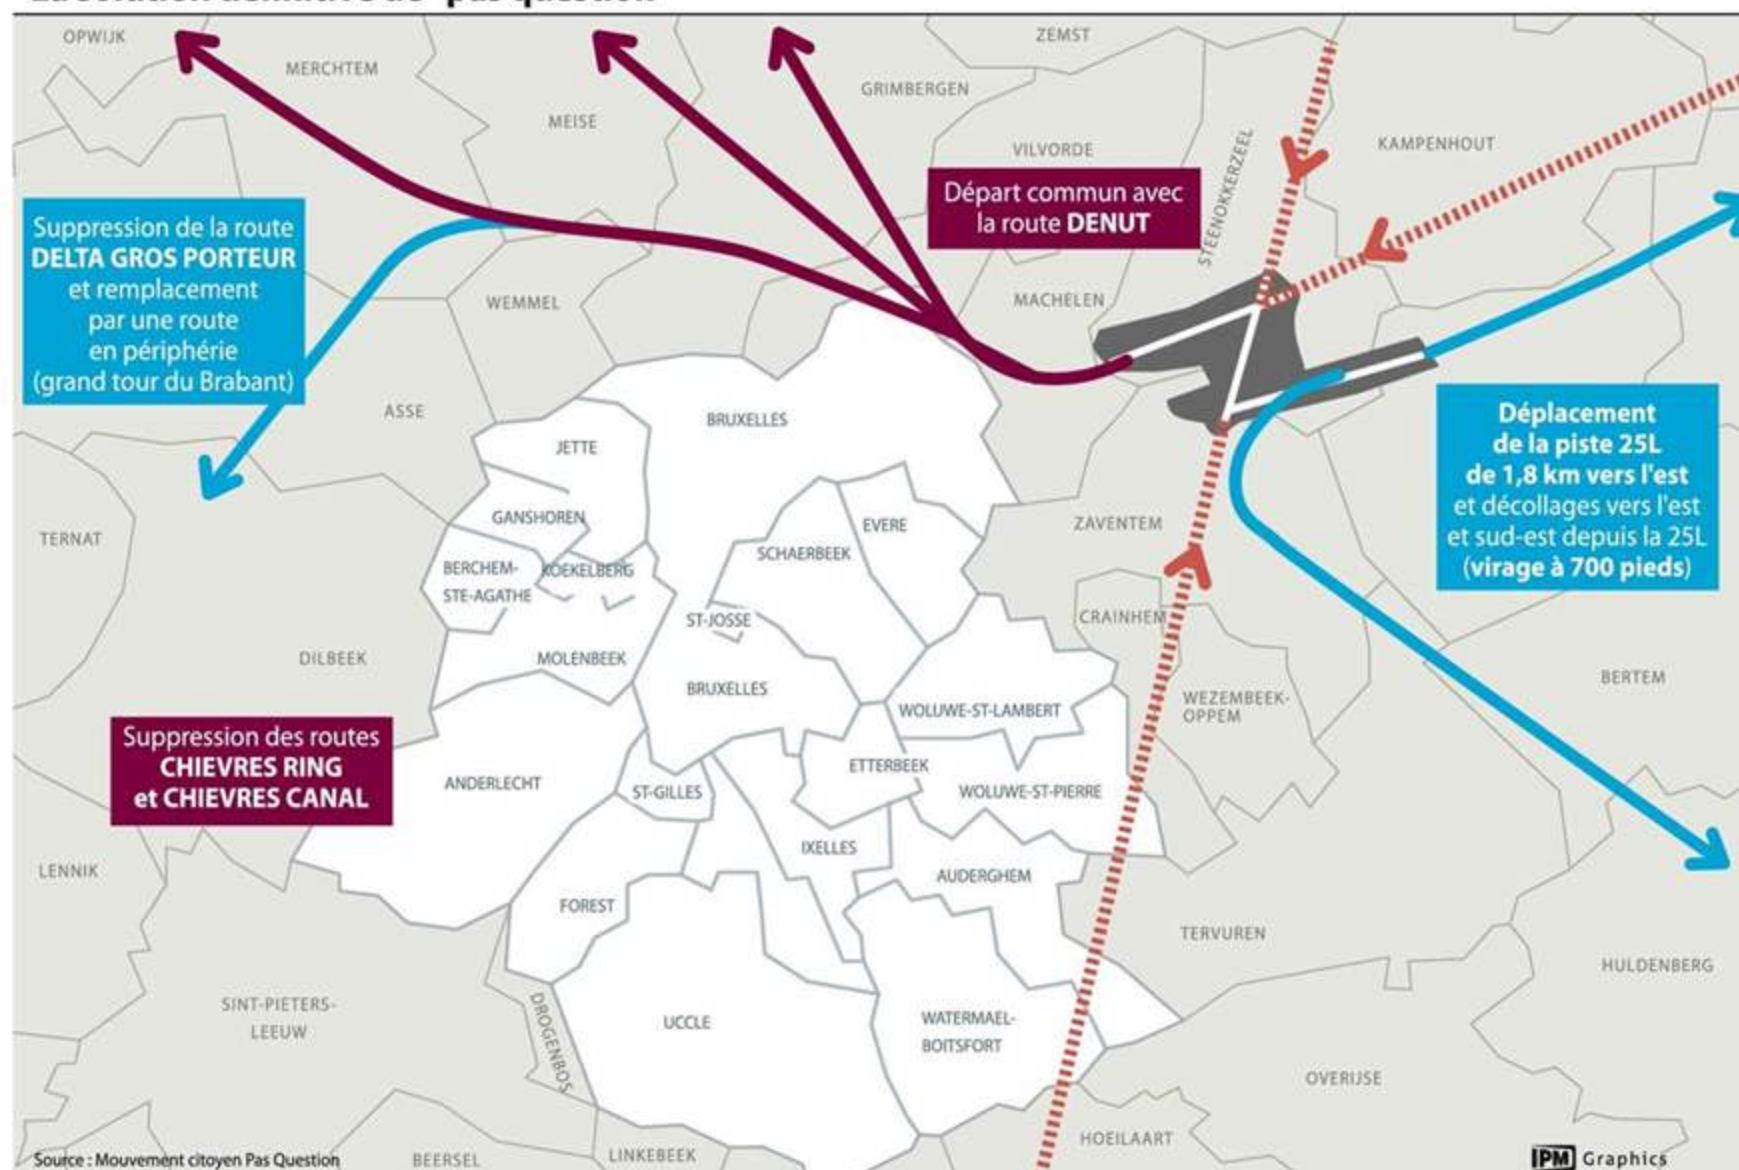 OPWIJK
MERCHTEM
MEISE
GRIMBERGEN
ZEMST
VILVORDE
STEENOKKERZEEL
KAMPENHOUT
Départ commun avec
la route DENUT
Suppression de la route
DELTA GROS PORTEUR
et remplacement
par une route
en périphérie
(grand tour du Brabant)
WEMMEL
MACHELEN
ASSE
BRUXELLES
JETTE
Déplacement
de la piste 25L
de 1,8 km vers l'est
et décollages vers l'est
et sud-est depuis la 25L
(virage à 700 pieds)
TERNAT
GANSHOREN
EVERE
ZAVENTEM
SCHAERBEEK
BERCHEM-
STE-AGATHE
KOEKELBERG
ST-JOSSE
CRAINHEM
DILBEEK
MOLENBEEK
BRUXELLES
WOLUWE-ST-LAMBERT
WEZEMBEEK-
OPPEM
BERTEM
Suppression des routes
CHIEVRES RING
et CHIEVRES CANAL
ANDERLECHT
ST-GILLES
ETTERBEEK
WOLUWE-ST-PIERRE
IXELLES
LENNIK
AUDERGHEM
FOREST
TERVUREN
HULDENBERG
SINT-PIETERS-
LEEUW
DROGENBOS
UCCLE
WATERMAEL-
BOITSFORT
OVERIJSE
HOEILAART
Source : Mouvement citoyen Pas Question
BEERSEL
LINKEBEEK
IPM Graphics